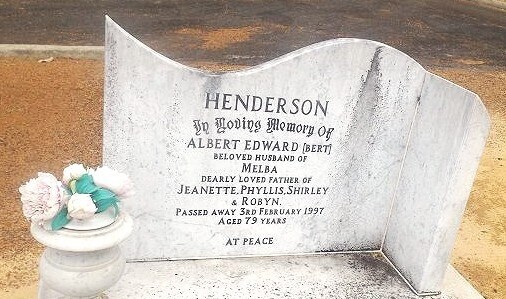 HENDERSON
In Loving Memory Of
ALBERT EDWARD (BERT)
BELOVED HUSBAND OF
MELBA
DEARLY LOVED FATHER OF
JEANETTE, PHYLLIS, SHIRLEY
& ROBYN.
PASSED AWAY 3RD FEBRUARY 1997
AGED 79 YEARS
AT PEACE